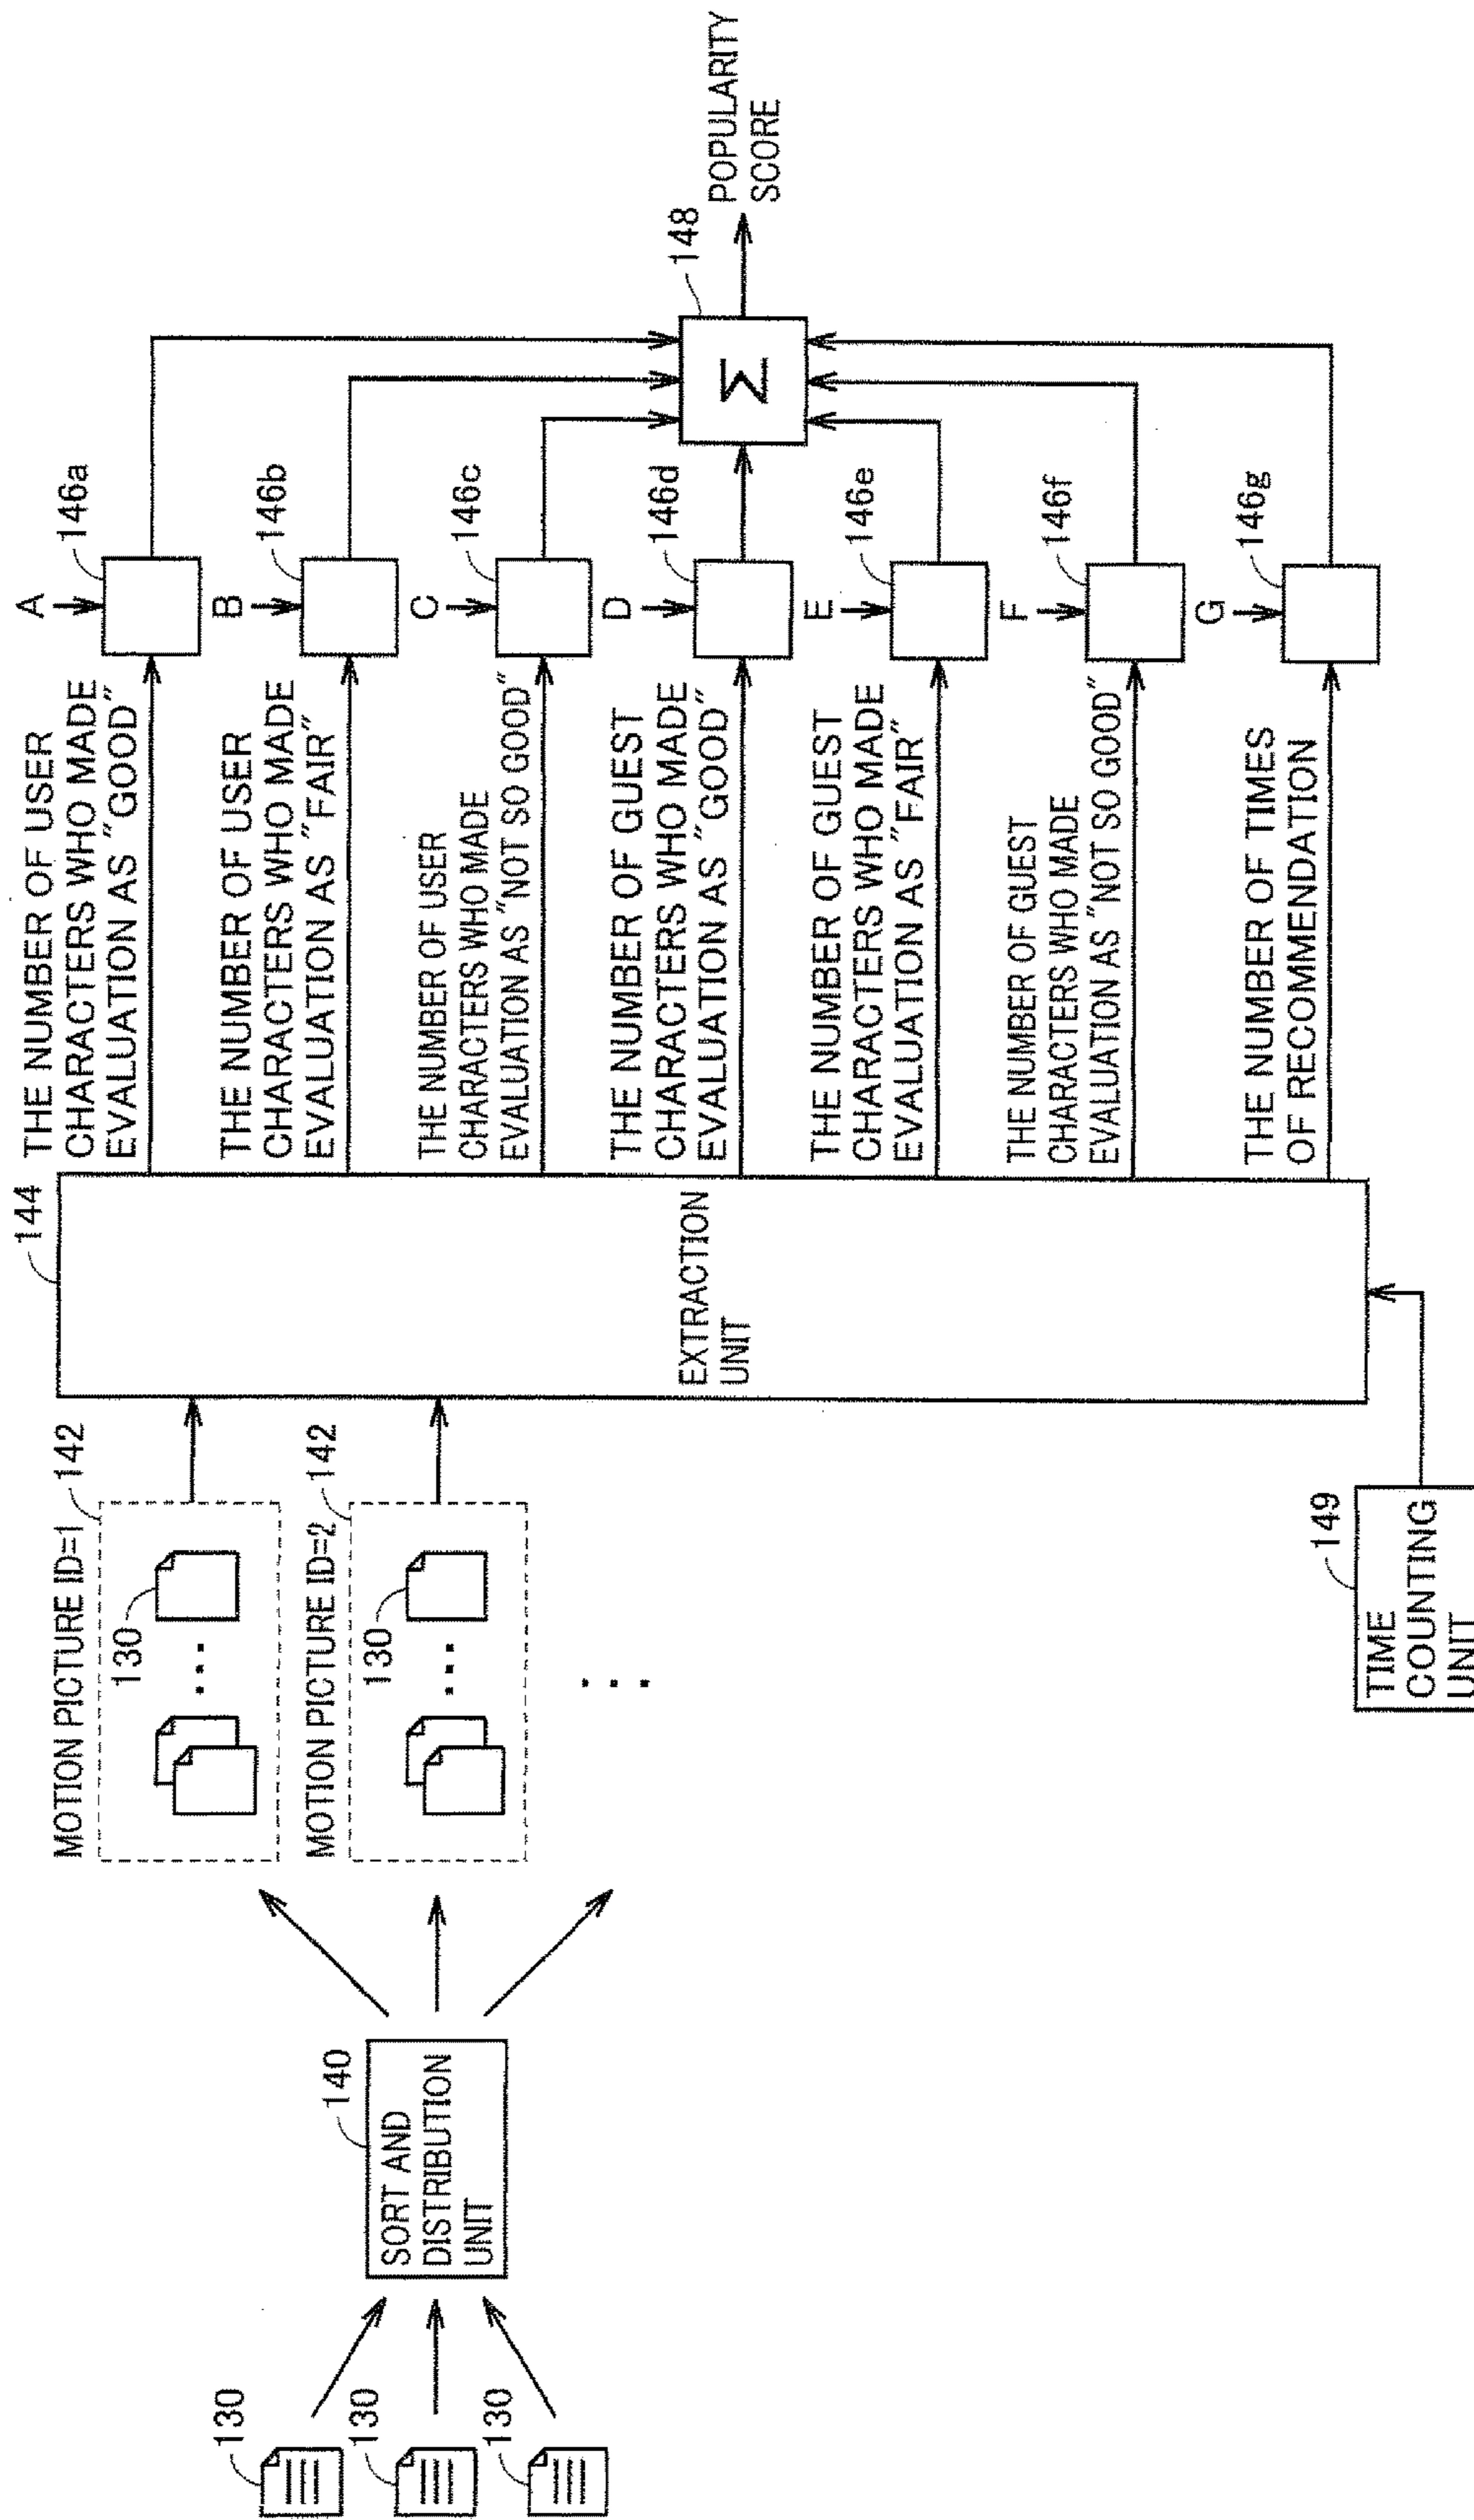 130
130
130
140
SORT AND
DISTRIBUTION
UNIT
MOTION PICTURE ID=1
142
130
...
MOTION PICTURE ID=2
142
130
...
...
149
TIME
COUNTING
UNIT
144
EXTRACTION
UNIT
THE NUMBER OF USER
CHARACTERS WHO MADE
EVALUATION AS "GOOD"
THE NUMBER OF USER
CHARACTERS WHO MADE
EVALUATION AS "FAIR"
THE NUMBER OF USER
CHARACTERS WHO MADE
EVALUATION AS "NOT SO GOOD"
THE NUMBER OF GUEST
CHARACTERS WHO MADE
EVALUATION AS "GOOD"
THE NUMBER OF GUEST
CHARACTERS WHO MADE
EVALUATION AS "FAIR"
THE NUMBER OF GUEST
CHARACTERS WHO MADE
EVALUATION AS "NOT SO GOOD"
THE NUMBER OF TIMES
OF RECOMMENDATION
A
146a
B
146b
C
146c
D
146d
E
146e
F
146f
G
146g
148
Σ
POPULARITY
SCORE